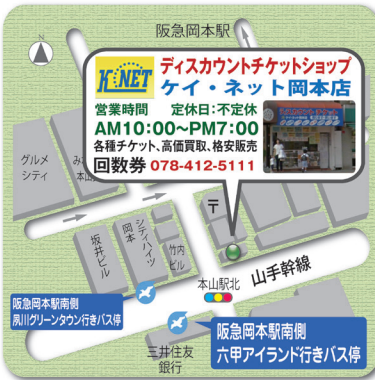 阪急岡本駅
N
K NET
ディスカウントチケットショップ
ケイ・ネット岡本店
営業時間 定休日:不定休
AM10:00〜PM7:00
各種チケット、高価買取、格安販売
回数券 078-412-5111
グルメ
シティ
〒
坂井ビル
シティハイツ
岡本
竹内
ビル
本山駅北
山手幹線
阪急岡本駅南側
夙川グリーンタウン行きバス停
阪急岡本駅南側
六甲アイランド行きバス停
三井住友
銀行